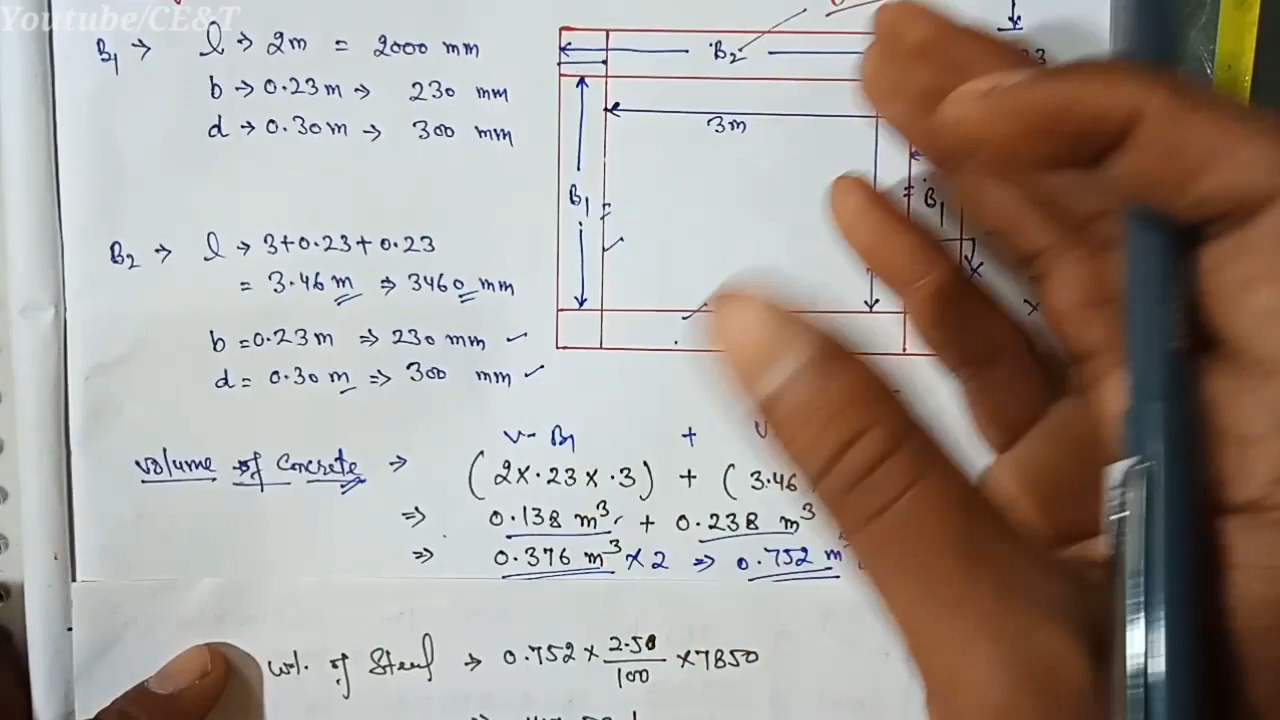 Youtube/CE&T
B1 → l → 2m = 2000 mm
b → 0.23m → 230 mm
d → 0.30m → 300 mm
B2 → l → 3+0.23+0.23
= 3.46 m ⇒ 3460 mm
b = 0.23m ⇒ 230 mm ✓
d = 0.30 m ⇒ 300 mm ✓
B2
3m
B1
B1
x
x
Volume of Concrete ⇒
V- B1 +
(2×.23×.3) + (3.46
⇒ 0.138 m³ + 0.238 m³
⇒ 0.376 m³ × 2 ⇒ 0.752 m
wt. of Steel → 0.752 × 2.50/100 × 7850